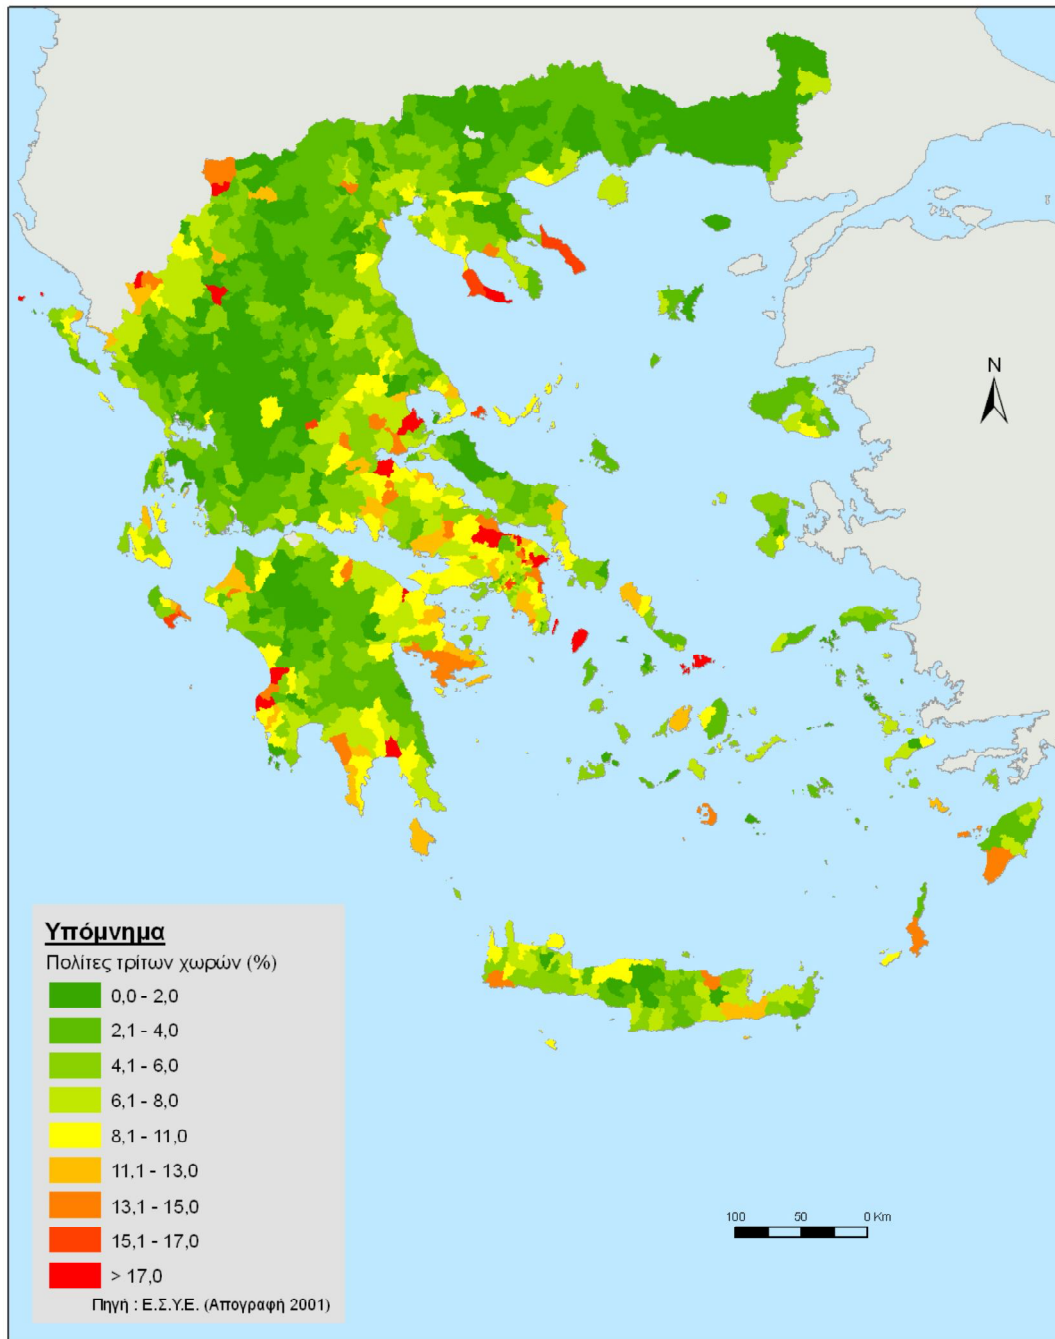 N
Υπόμνημα
Πολίτες τρίτων χωρών (%)
0,0 - 2,0
2,1 - 4,0
4,1 - 6,0
6,1 - 8,0
8,1 - 11,0
11,1 - 13,0
13,1 - 15,0
15,1 - 17,0
> 17,0
Πηγή : Ε.Σ.Υ.Ε. (Απογραφή 2001)
100 50 0 Km